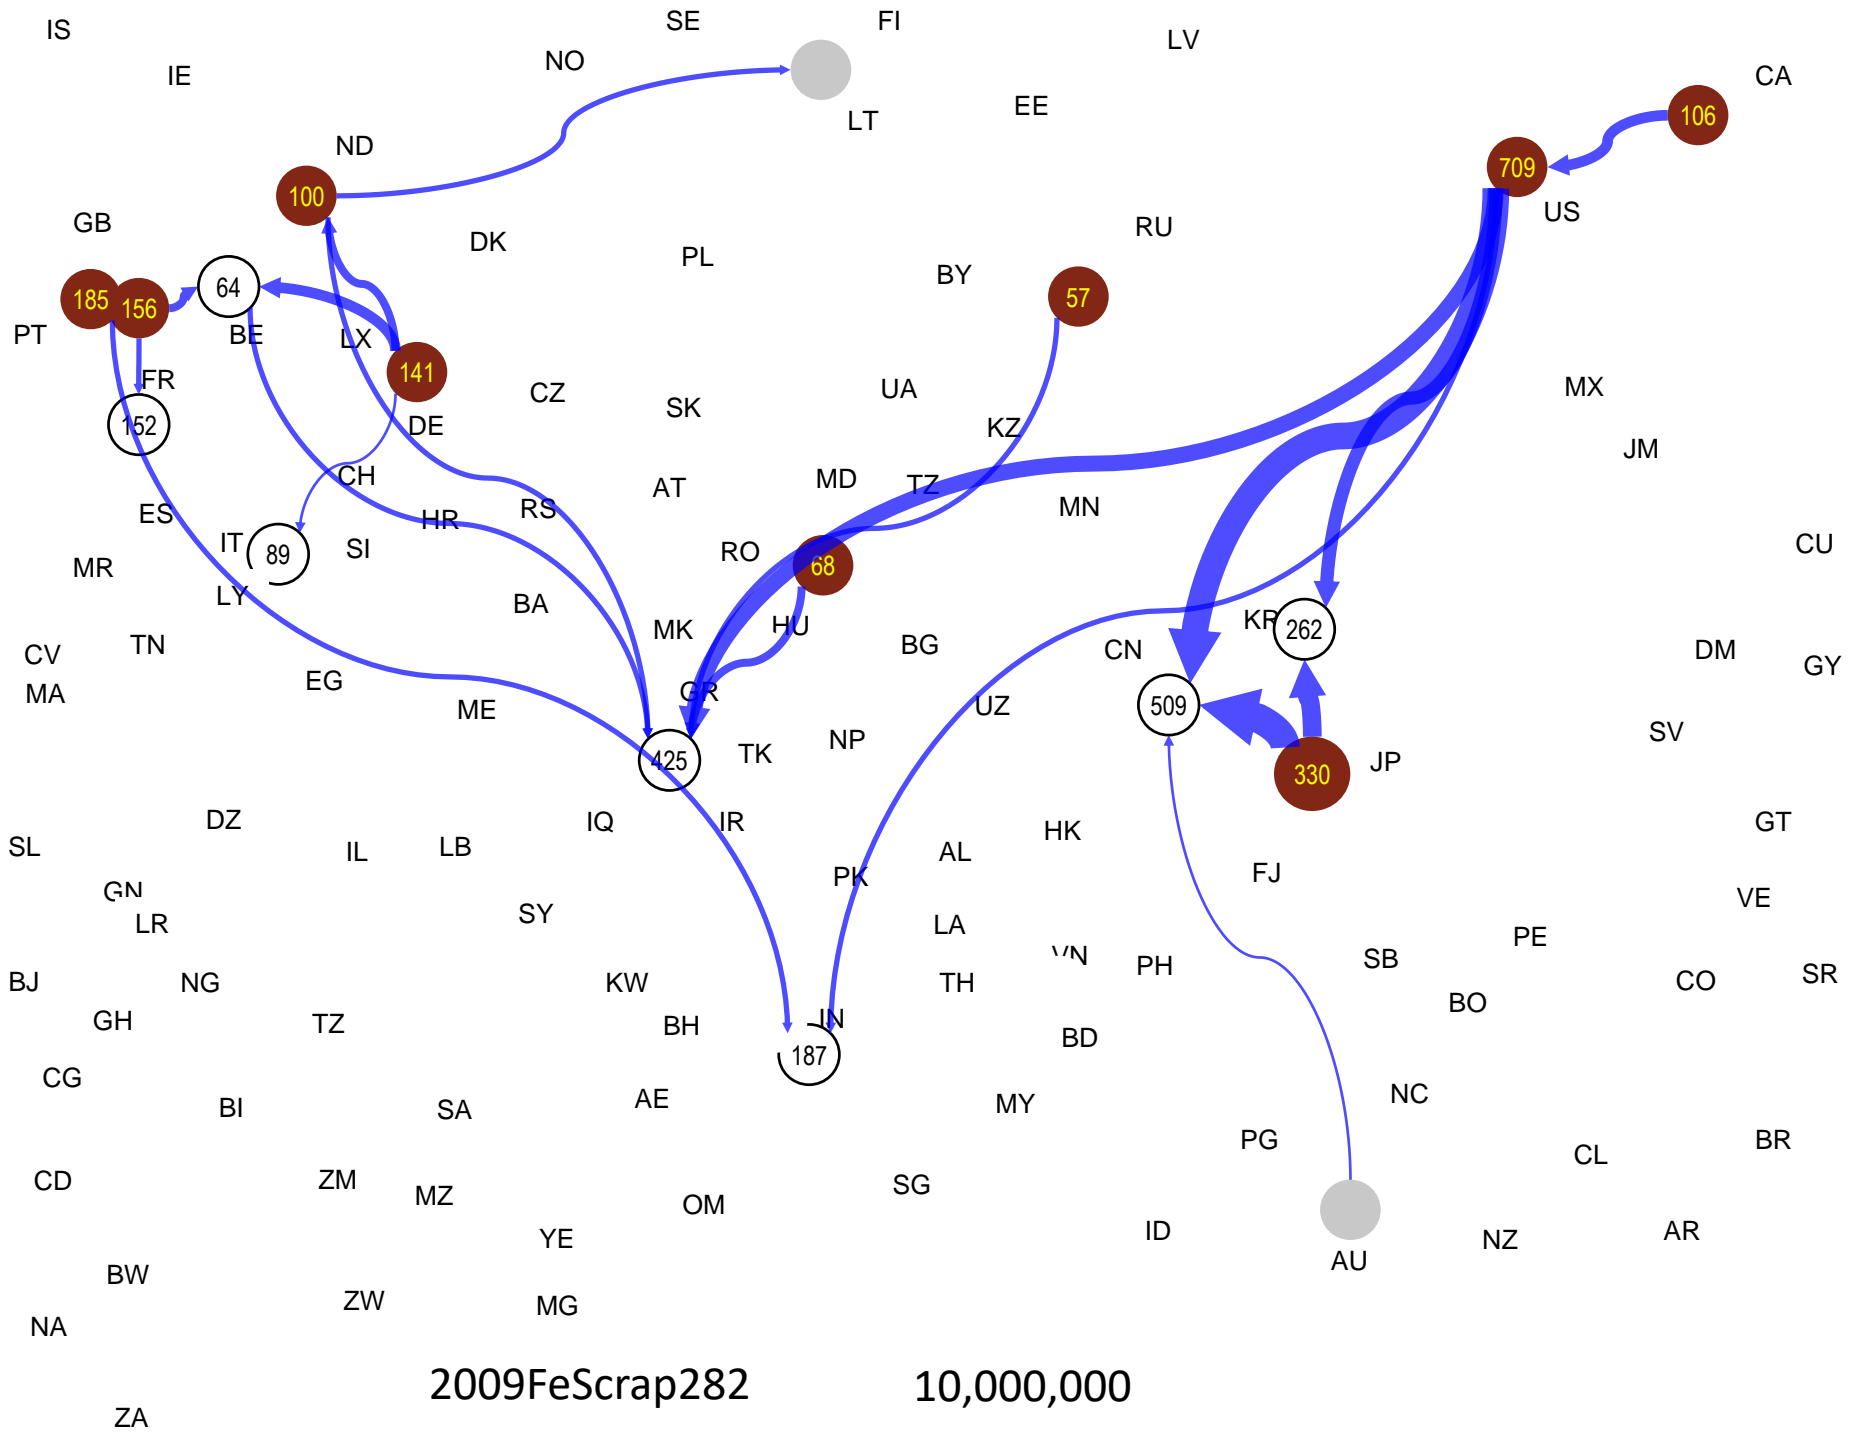 IS
SE
FI
LV
IE
NO
CA
EE
106
LT
ND
709
100
US
GB
RU
DK
PL
BY
64
185
156
57
PT
BE
LX
141
FR
CZ
UA
MX
SK
152
DE
KZ
JM
CH
AT
MD
TZ
MN
ES
HR
RS
IT
89
SI
RO
68
CU
MR
LY
BA
KR
262
MK
HU
TN
BG
CN
DM
CV
GY
MA
EG
GR
ME
UZ
509
SV
NP
TK
425
JP
330
DZ
IQ
IR
HK
GT
SL
IL
LB
AL
PK
FJ
GN
VE
LR
SY
LA
PE
VN
PH
SB
BJ
NG
KW
TH
CO
SR
BO
GH
TZ
BH
IN
BD
187
CG
BI
SA
AE
MY
NC
PG
BR
CL
CD
ZM
MZ
SG
OM
YE
ID
NZ
AR
AU
BW
ZW
MG
NA
2009FeScrap282
10,000,000
ZA